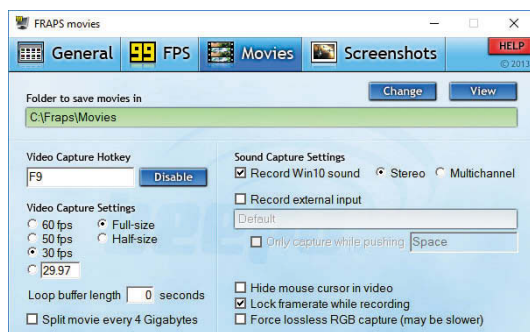 FRAPS movies
General
99 FPS
Movies
Screenshots
HELP
© 2013
Folder to save movies in
Change
View
C:\Fraps\Movies
Video Capture Hotkey
F9
Disable
Video Capture Settings
60 fps
Full-size
50 fps
Half-size
30 fps
29.97
Loop buffer length 0 seconds
Split movie every 4 Gigabytes
Sound Capture Settings
Record Win10 sound
Stereo
Multichannel
Record external input
Default
Only capture while pushing Space
Hide mouse cursor in video
Lock framerate while recording
Force lossless RGB capture (may be slower)